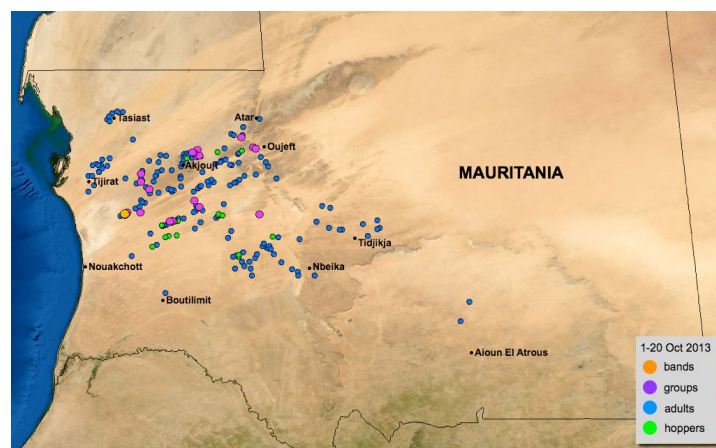 Tasiast
Atar
Oujeft
Akjoujt
Tijirat
MAURITANIA
Tidjikja
Nouakchott
Nbeika
Boutilimit
Aioun El Atrous
1-20 Oct 2013
bands
groups
adults
hoppers